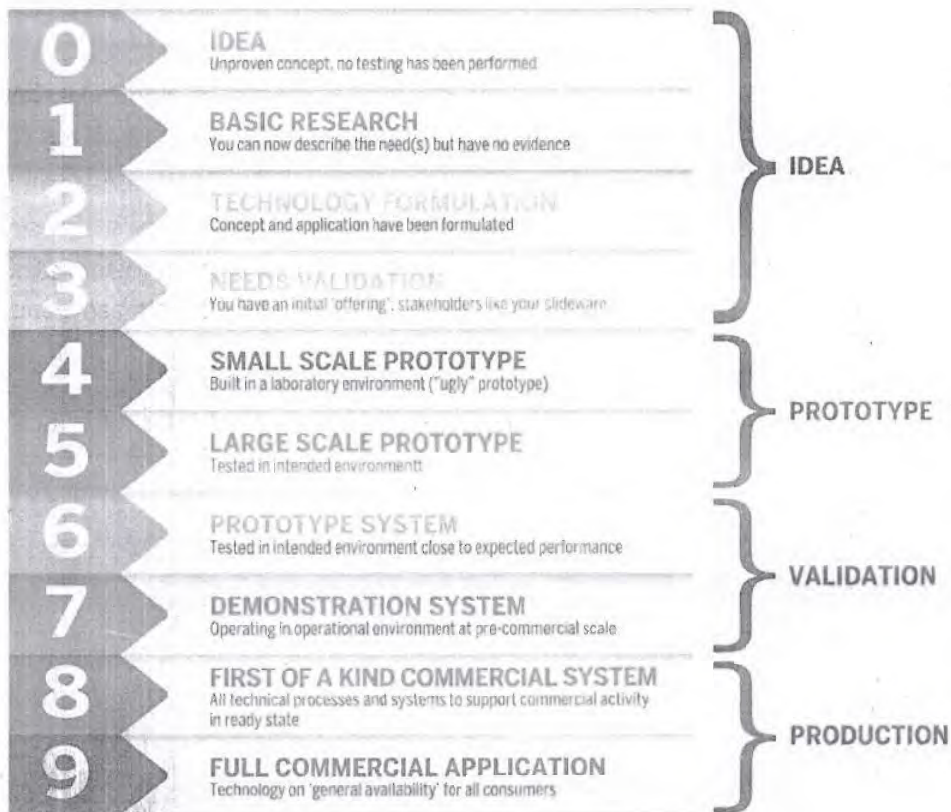 0
IDEA
Unproven concept, no testing has been performed
1
BASIC RESEARCH
You can now describe the need(s) but have no evidence
2
TECHNOLOGY FORMULATION
Concept and application have been formulated
3
NEEDS VALIDATION
You have an initial 'offering', stakeholders like your slideware
IDEA
4
SMALL SCALE PROTOTYPE
Built in a laboratory environment ("ugly" prototype)
5
LARGE SCALE PROTOTYPE
Tested in intended environmentt
PROTOTYPE
6
PROTOTYPE SYSTEM
Tested in intended environment close to expected performance
7
DEMONSTRATION SYSTEM
Operating in operational environment at pre-commercial scale
VALIDATION
8
FIRST OF A KIND COMMERCIAL SYSTEM
All technical processes and systems to support commercial activity
in ready state
9
FULL COMMERCIAL APPLICATION
Technology on 'general availability' for all consumers
PRODUCTION